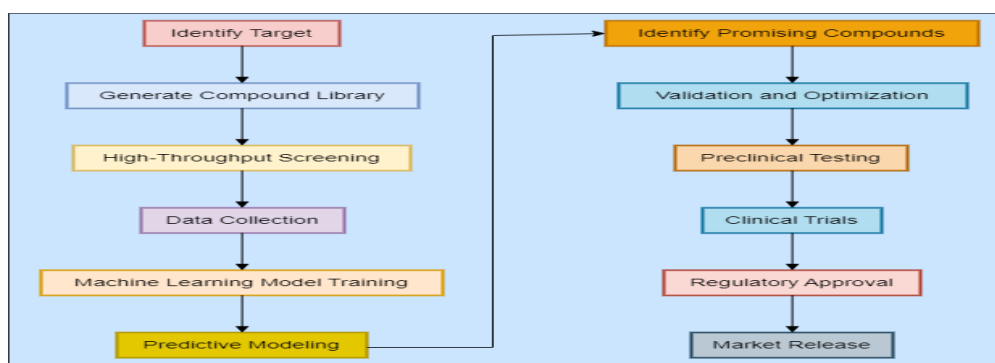 Identify Target
Generate Compound Library
High-Throughput Screening
Data Collection
Machine Learning Model Training
Predictive Modeling
Identify Promising Compounds
Validation and Optimization
Preclinical Testing
Clinical Trials
Regulatory Approval
Market Release